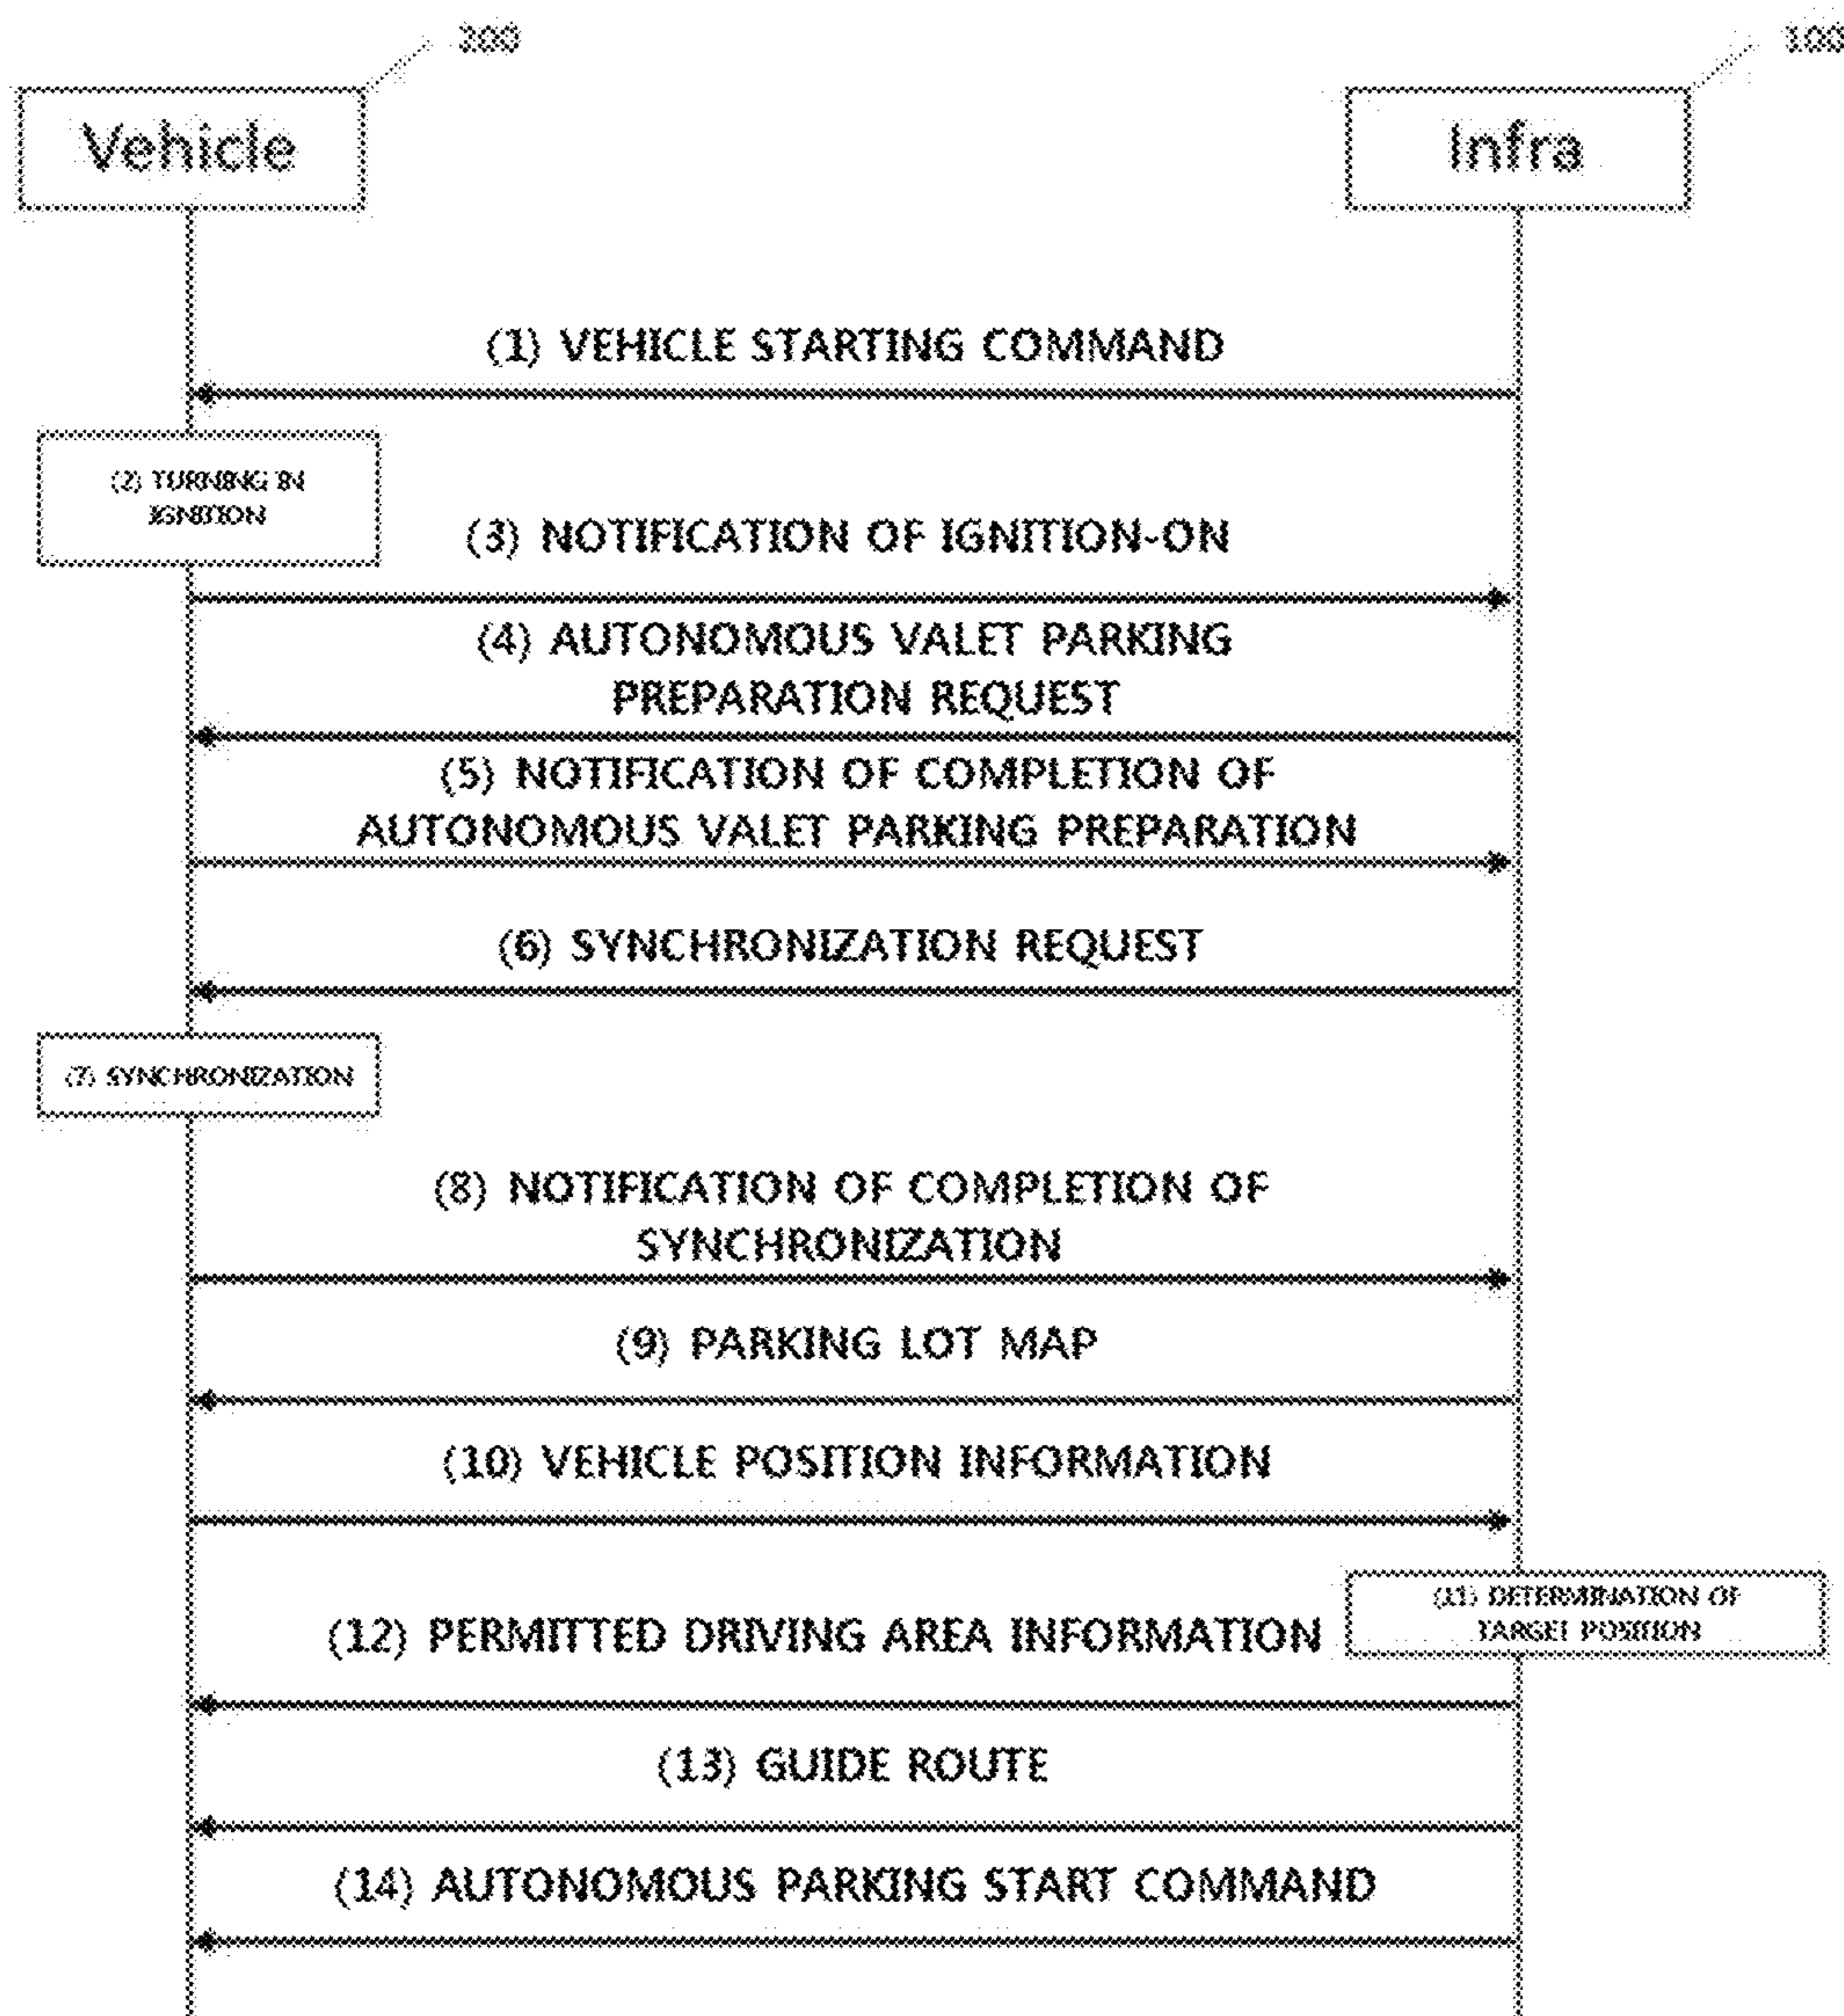 200
100
Vehicle
Infra
(1) VEHICLE STARTING COMMAND
(2) TURNING IN
IGNITION
(3) NOTIFICATION OF IGNITION-ON
(4) AUTONOMOUS VALET PARKING
PREPARATION REQUEST
(5) NOTIFICATION OF COMPLETION OF
AUTONOMOUS VALET PARKING PREPARATION
(6) SYNCHRONIZATION REQUEST
(7) SYNCHRONIZATION
(8) NOTIFICATION OF COMPLETION OF
SYNCHRONIZATION
(9) PARKING LOT MAP
(10) VEHICLE POSITION INFORMATION
(11) DETERMINATION OF
TARGET POSITION
(12) PERMITTED DRIVING AREA INFORMATION
(13) GUIDE ROUTE
(14) AUTONOMOUS PARKING START COMMAND